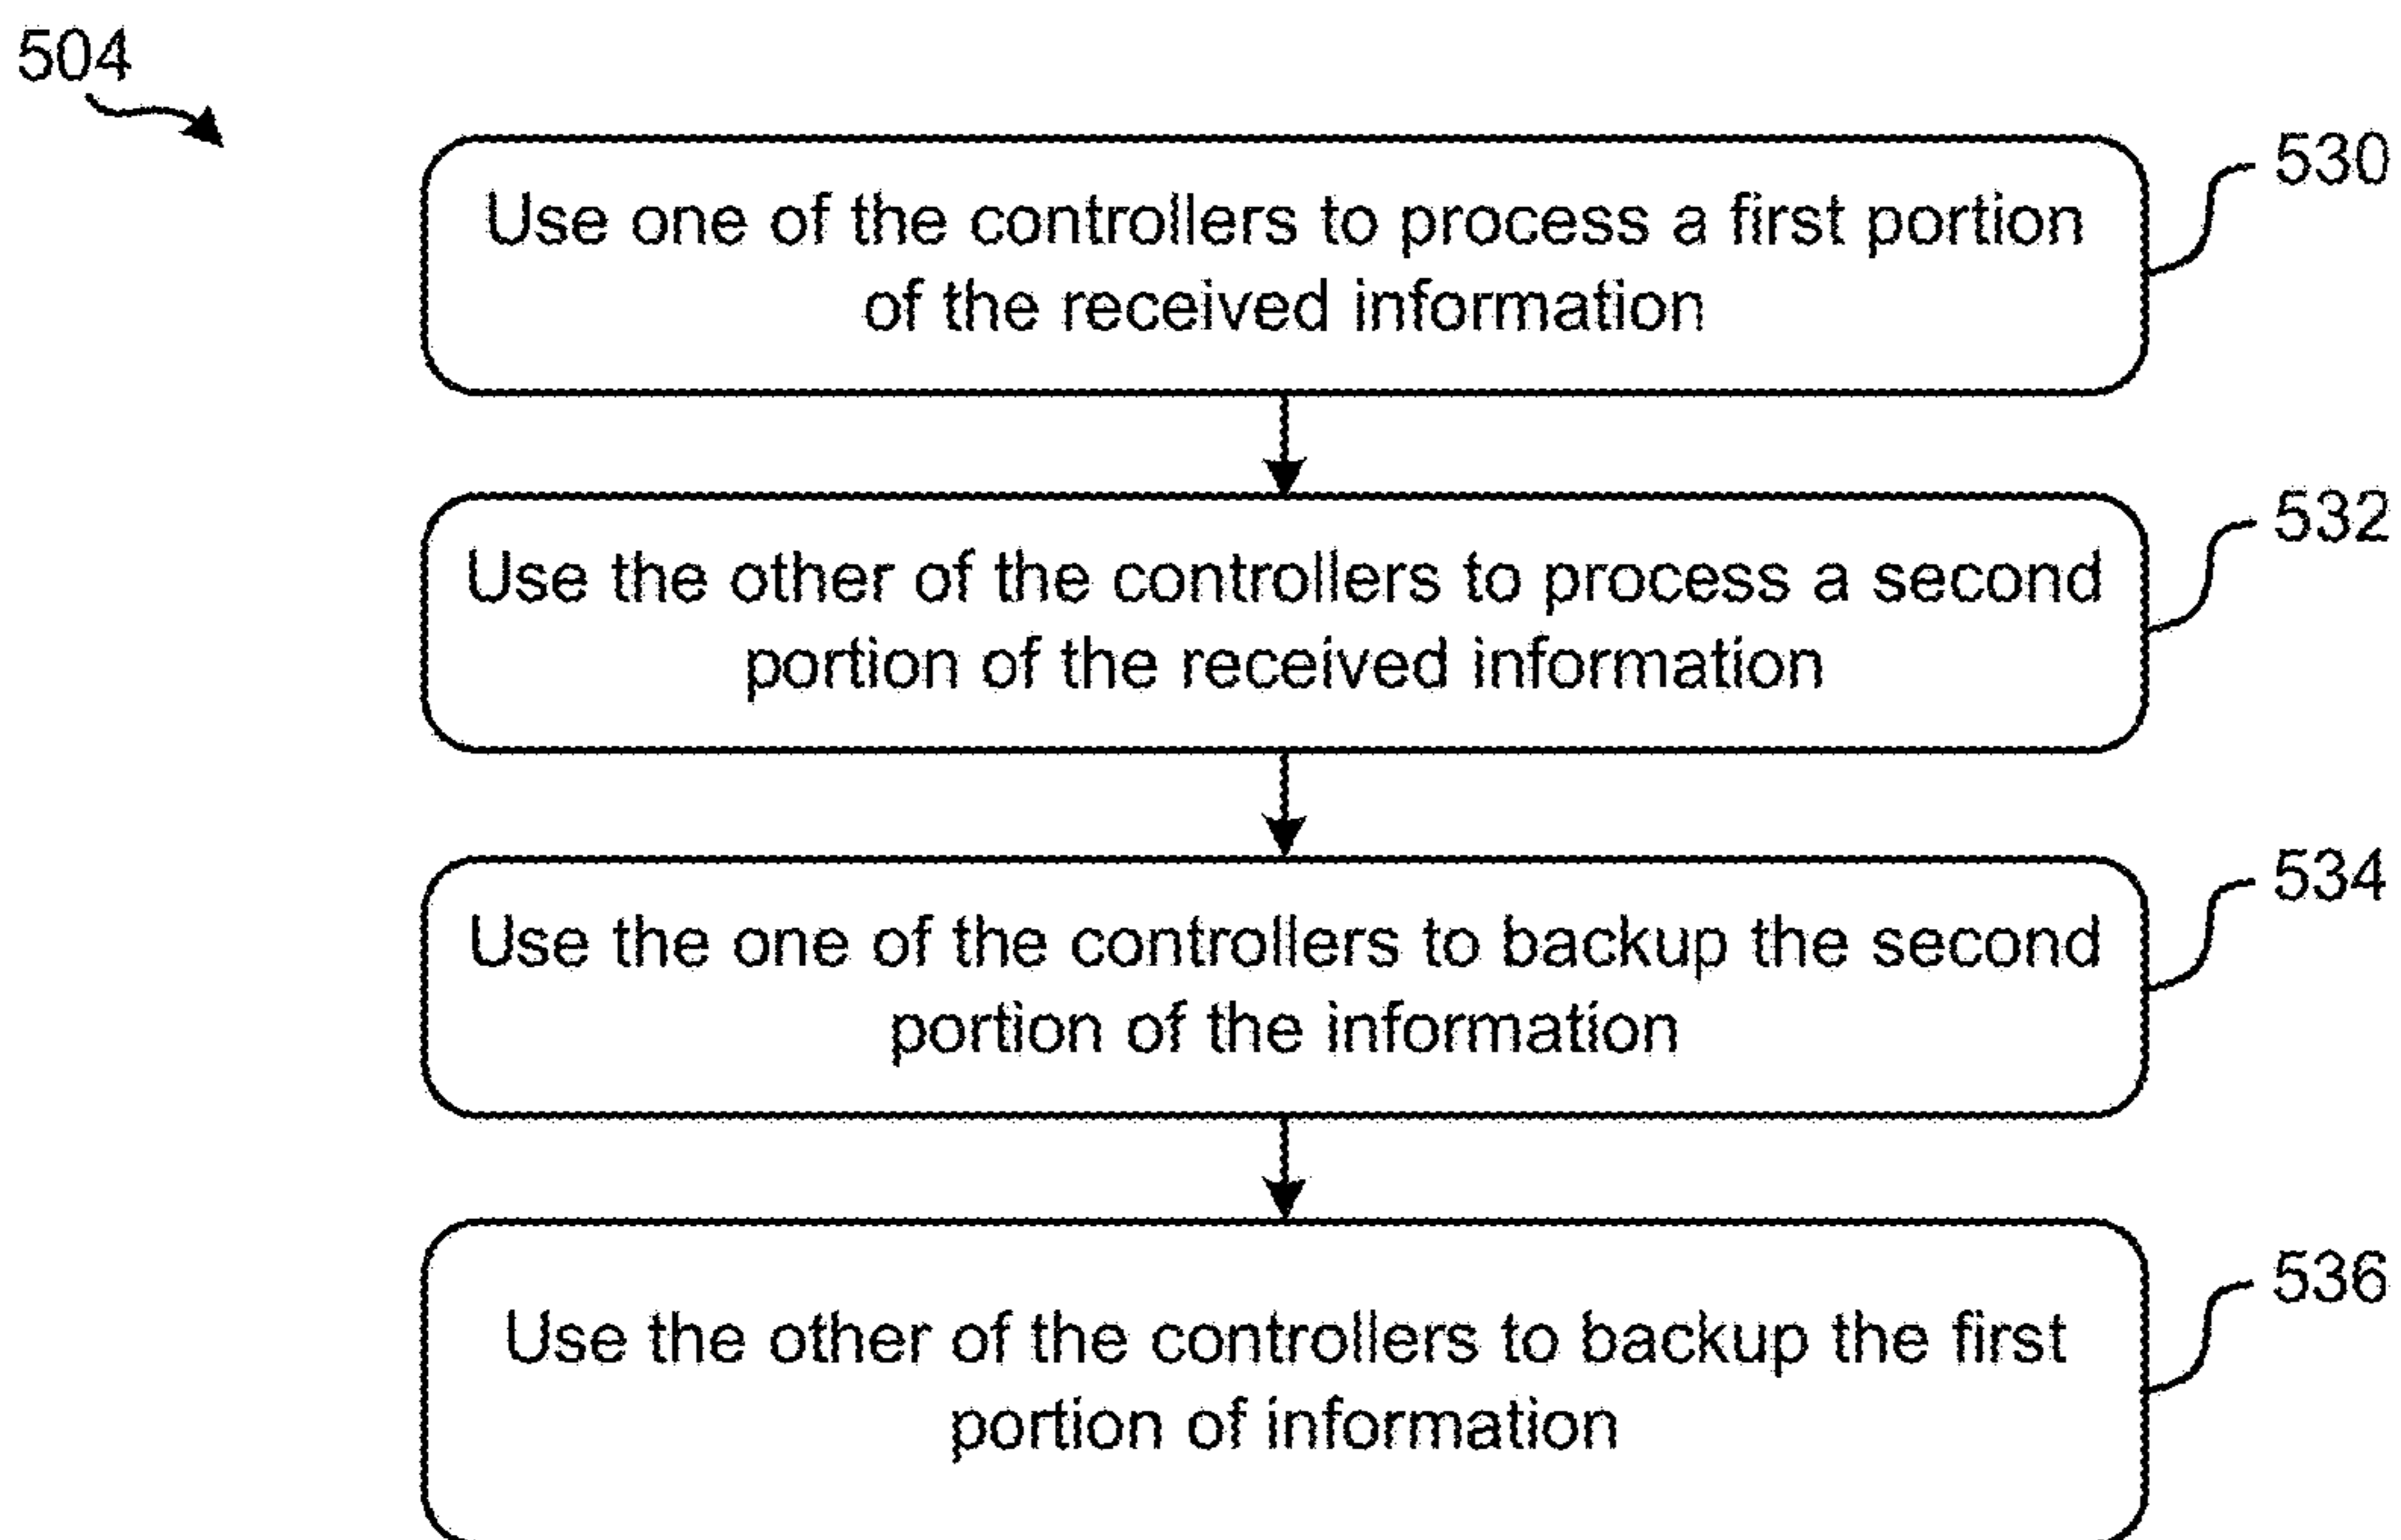 504
530
Use one of the controllers to process a first portion
of the received information
532
Use the other of the controllers to process a second
portion of the received information
534
Use the one of the controllers to backup the second
portion of the information
536
Use the other of the controllers to backup the first
portion of information